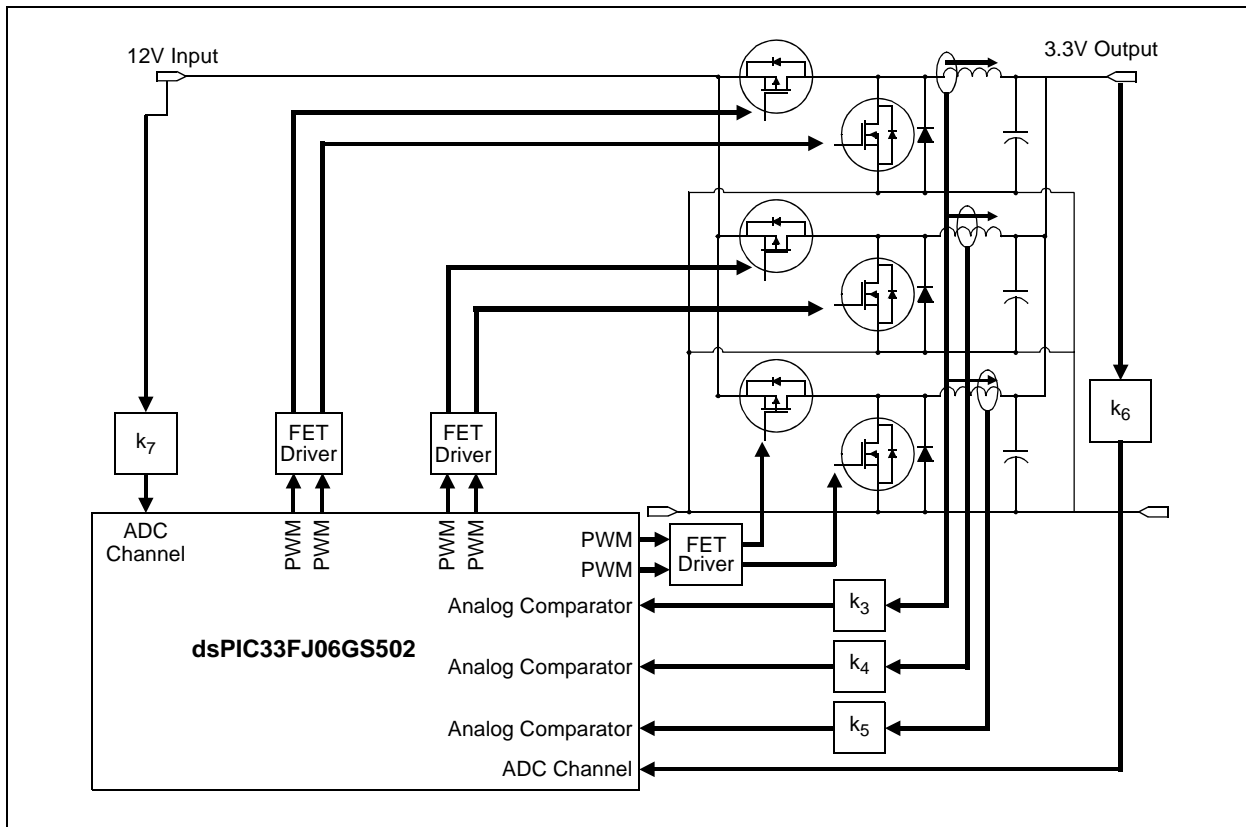 12V Input
3.3V Output
k7
FET
Driver
FET
Driver
k6
ADC
Channel
PWM
PWM
PWM
PWM
PWM
PWM
FET
Driver
Analog Comparator
k3
dsPIC33FJ06GS502
Analog Comparator
k4
Analog Comparator
k5
ADC Channel